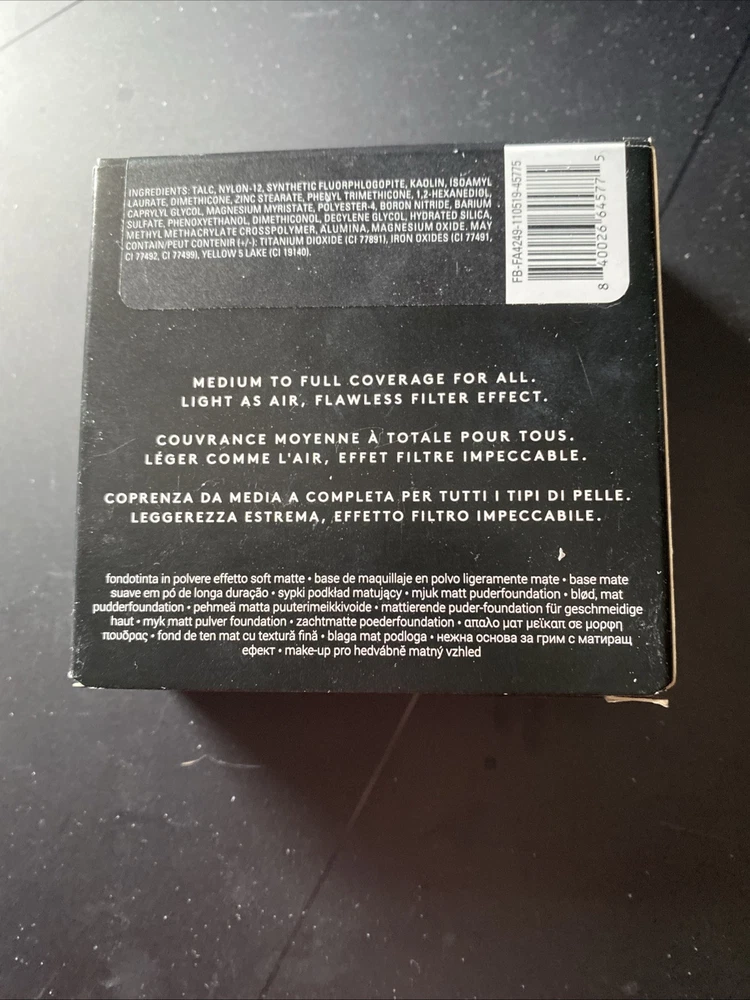 INGREDIENTS: TALC, NYLON-12, SYNTHETIC FLUORPHLOGOPITE, KAOLIN, ISOAMYL
LAURATE, DIMETHICONE, ZINC STEARATE, PHENYL TRIMETHICONE, 1,2-HEXANEDIOL,
CAPRYLYL GLYCOL, MAGNESIUM MYRISTATE, POLYESTER-4, BORON NITRIDE, BARIUM
SULFATE, PHENOXYETHANOL, DIMETHICONOL, DECYLENE GLYCOL, HYDRATED SILICA,
METHYL METHACRYLATE CROSSPOLYMER, ALUMINA, MAGNESIUM OXIDE. MAY
CONTAIN/PEUT CONTENIR (+/-): TITANIUM DIOXIDE (CI 77891), IRON OXIDES (CI 77491,
CI 77492, CI 77499), YELLOW 5 LAKE (CI 19140).
FB-FA4249-110519-45775
8 40026 64577 5
MEDIUM TO FULL COVERAGE FOR ALL.
LIGHT AS AIR, FLAWLESS FILTER EFFECT.
COUVRANCE MOYENNE À TOTALE POUR TOUS.
LÉGER COMME L'AIR, EFFET FILTRE IMPECCABLE.
COPRENZA DA MEDIA A COMPLETA PER TUTTI I TIPI DI PELLE.
LEGGEREZZA ESTREMA, EFFETTO FILTRO IMPECCABILE.
fondotinta in polvere effetto soft matte • base de maquillaje en polvo ligeramente mate • base mate
suave em pó de longa duração • sypki podkład matujący • mjuk matt puderfoundation • blød, mat
pudderfoundation • pehmeä matta puuterimeikkivoide • mattierende puder-foundation für geschmeidige
haut • myk matt pulver foundation • zachtmatte poederfoundation • απαλο ματ μεϊκαπ σε μορφη
πουδρας • fond de ten mat cu textură fină • blaga mat podloga • нежна основа за грим с матиращ
ефект • make-up pro hedvábně matný vzhled